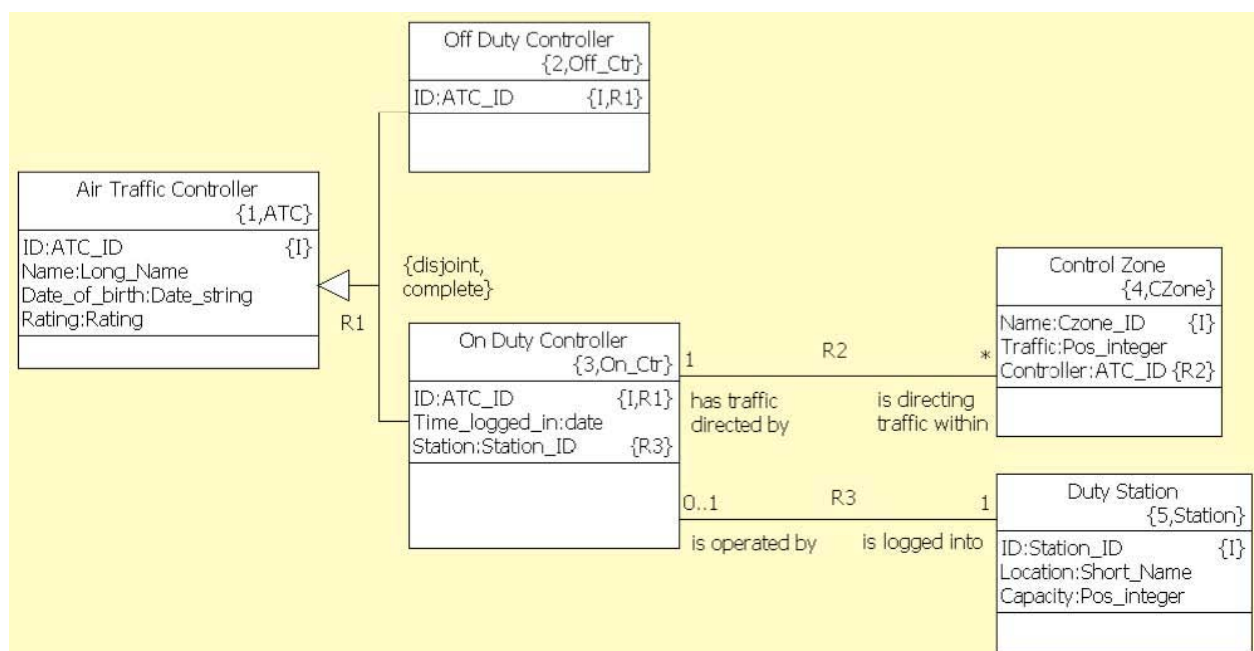 Off Duty Controller
{2,Off_Ctr}
ID:ATC_ID {I,R1}
Air Traffic Controller
{1,ATC}
ID:ATC_ID {I}
Name:Long_Name
Date_of_birth:Date_string
Rating:Rating
R1
{disjoint,
complete}
On Duty Controller
{3,On_Ctr}
ID:ATC_ID {I,R1}
Time_logged_in:date
Station:Station_ID {R3}
1 R2 *
has traffic
directed by
is directing
traffic within
Control Zone
{4,CZone}
Name:Czone_ID {I}
Traffic:Pos_integer
Controller:ATC_ID {R2}
0..1 R3 1
is operated by
is logged into
Duty Station
{5,Station}
ID:Station_ID {I}
Location:Short_Name
Capacity:Pos_integer